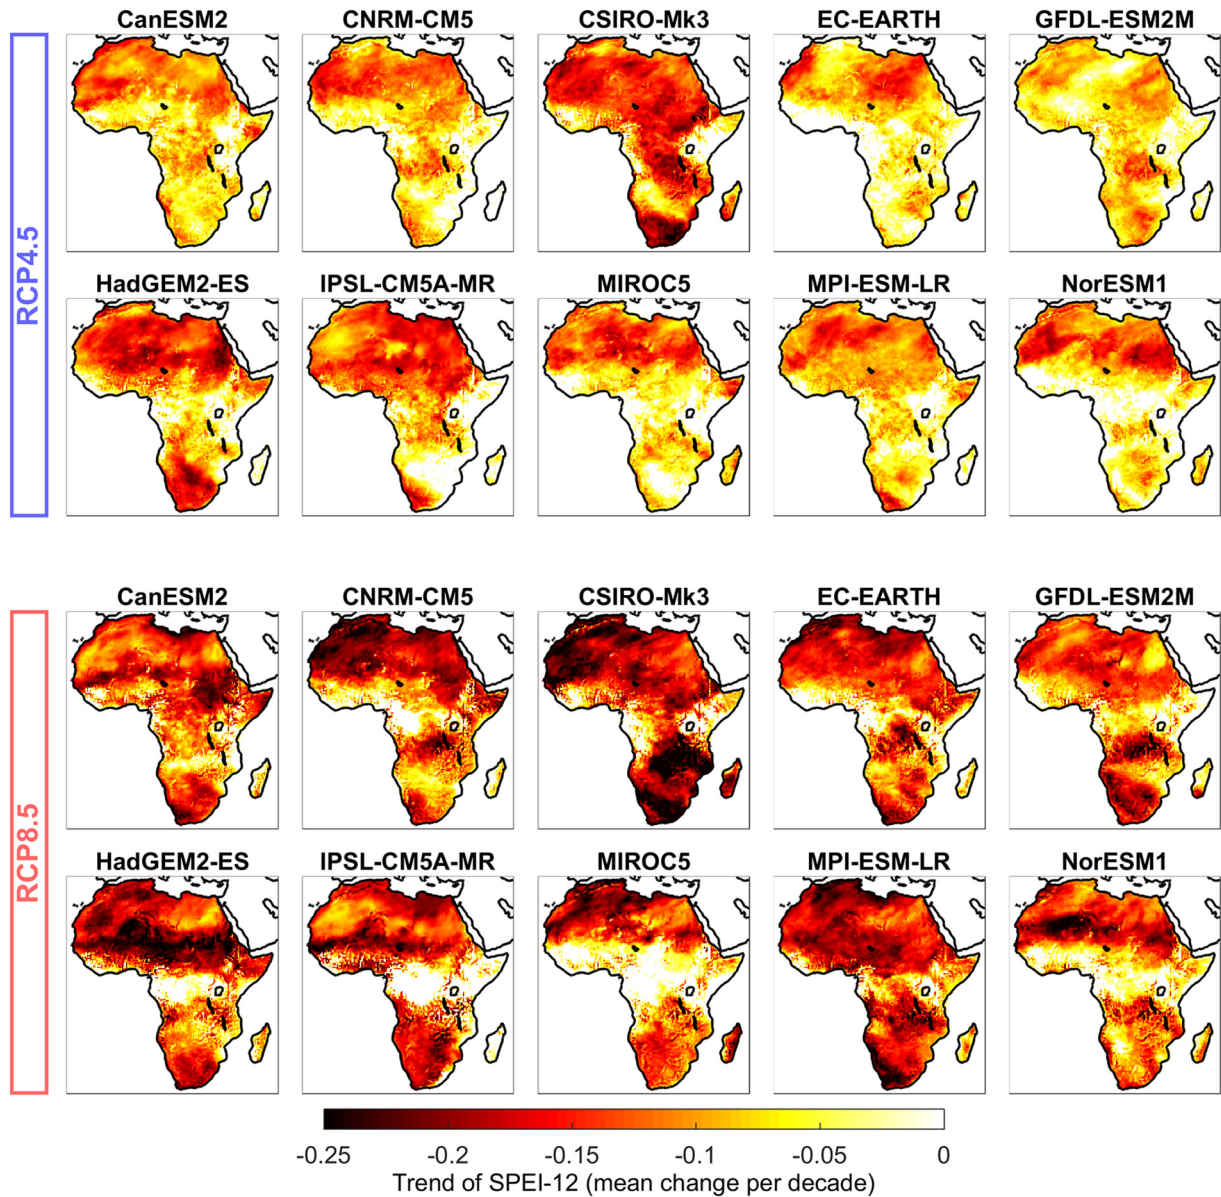 CanESM2
CNRM-CM5
CSIRO-Mk3
EC-EARTH
GFDL-ESM2M
RCP4.5
HadGEM2-ES
IPSL-CM5A-MR
MIROC5
MPI-ESM-LR
NorESM1
CanESM2
CNRM-CM5
CSIRO-Mk3
EC-EARTH
GFDL-ESM2M
RCP8.5
HadGEM2-ES
IPSL-CM5A-MR
MIROC5
MPI-ESM-LR
NorESM1
-0.25 -0.2 -0.15 -0.1 -0.05 0
Trend of SPEI-12 (mean change per decade)